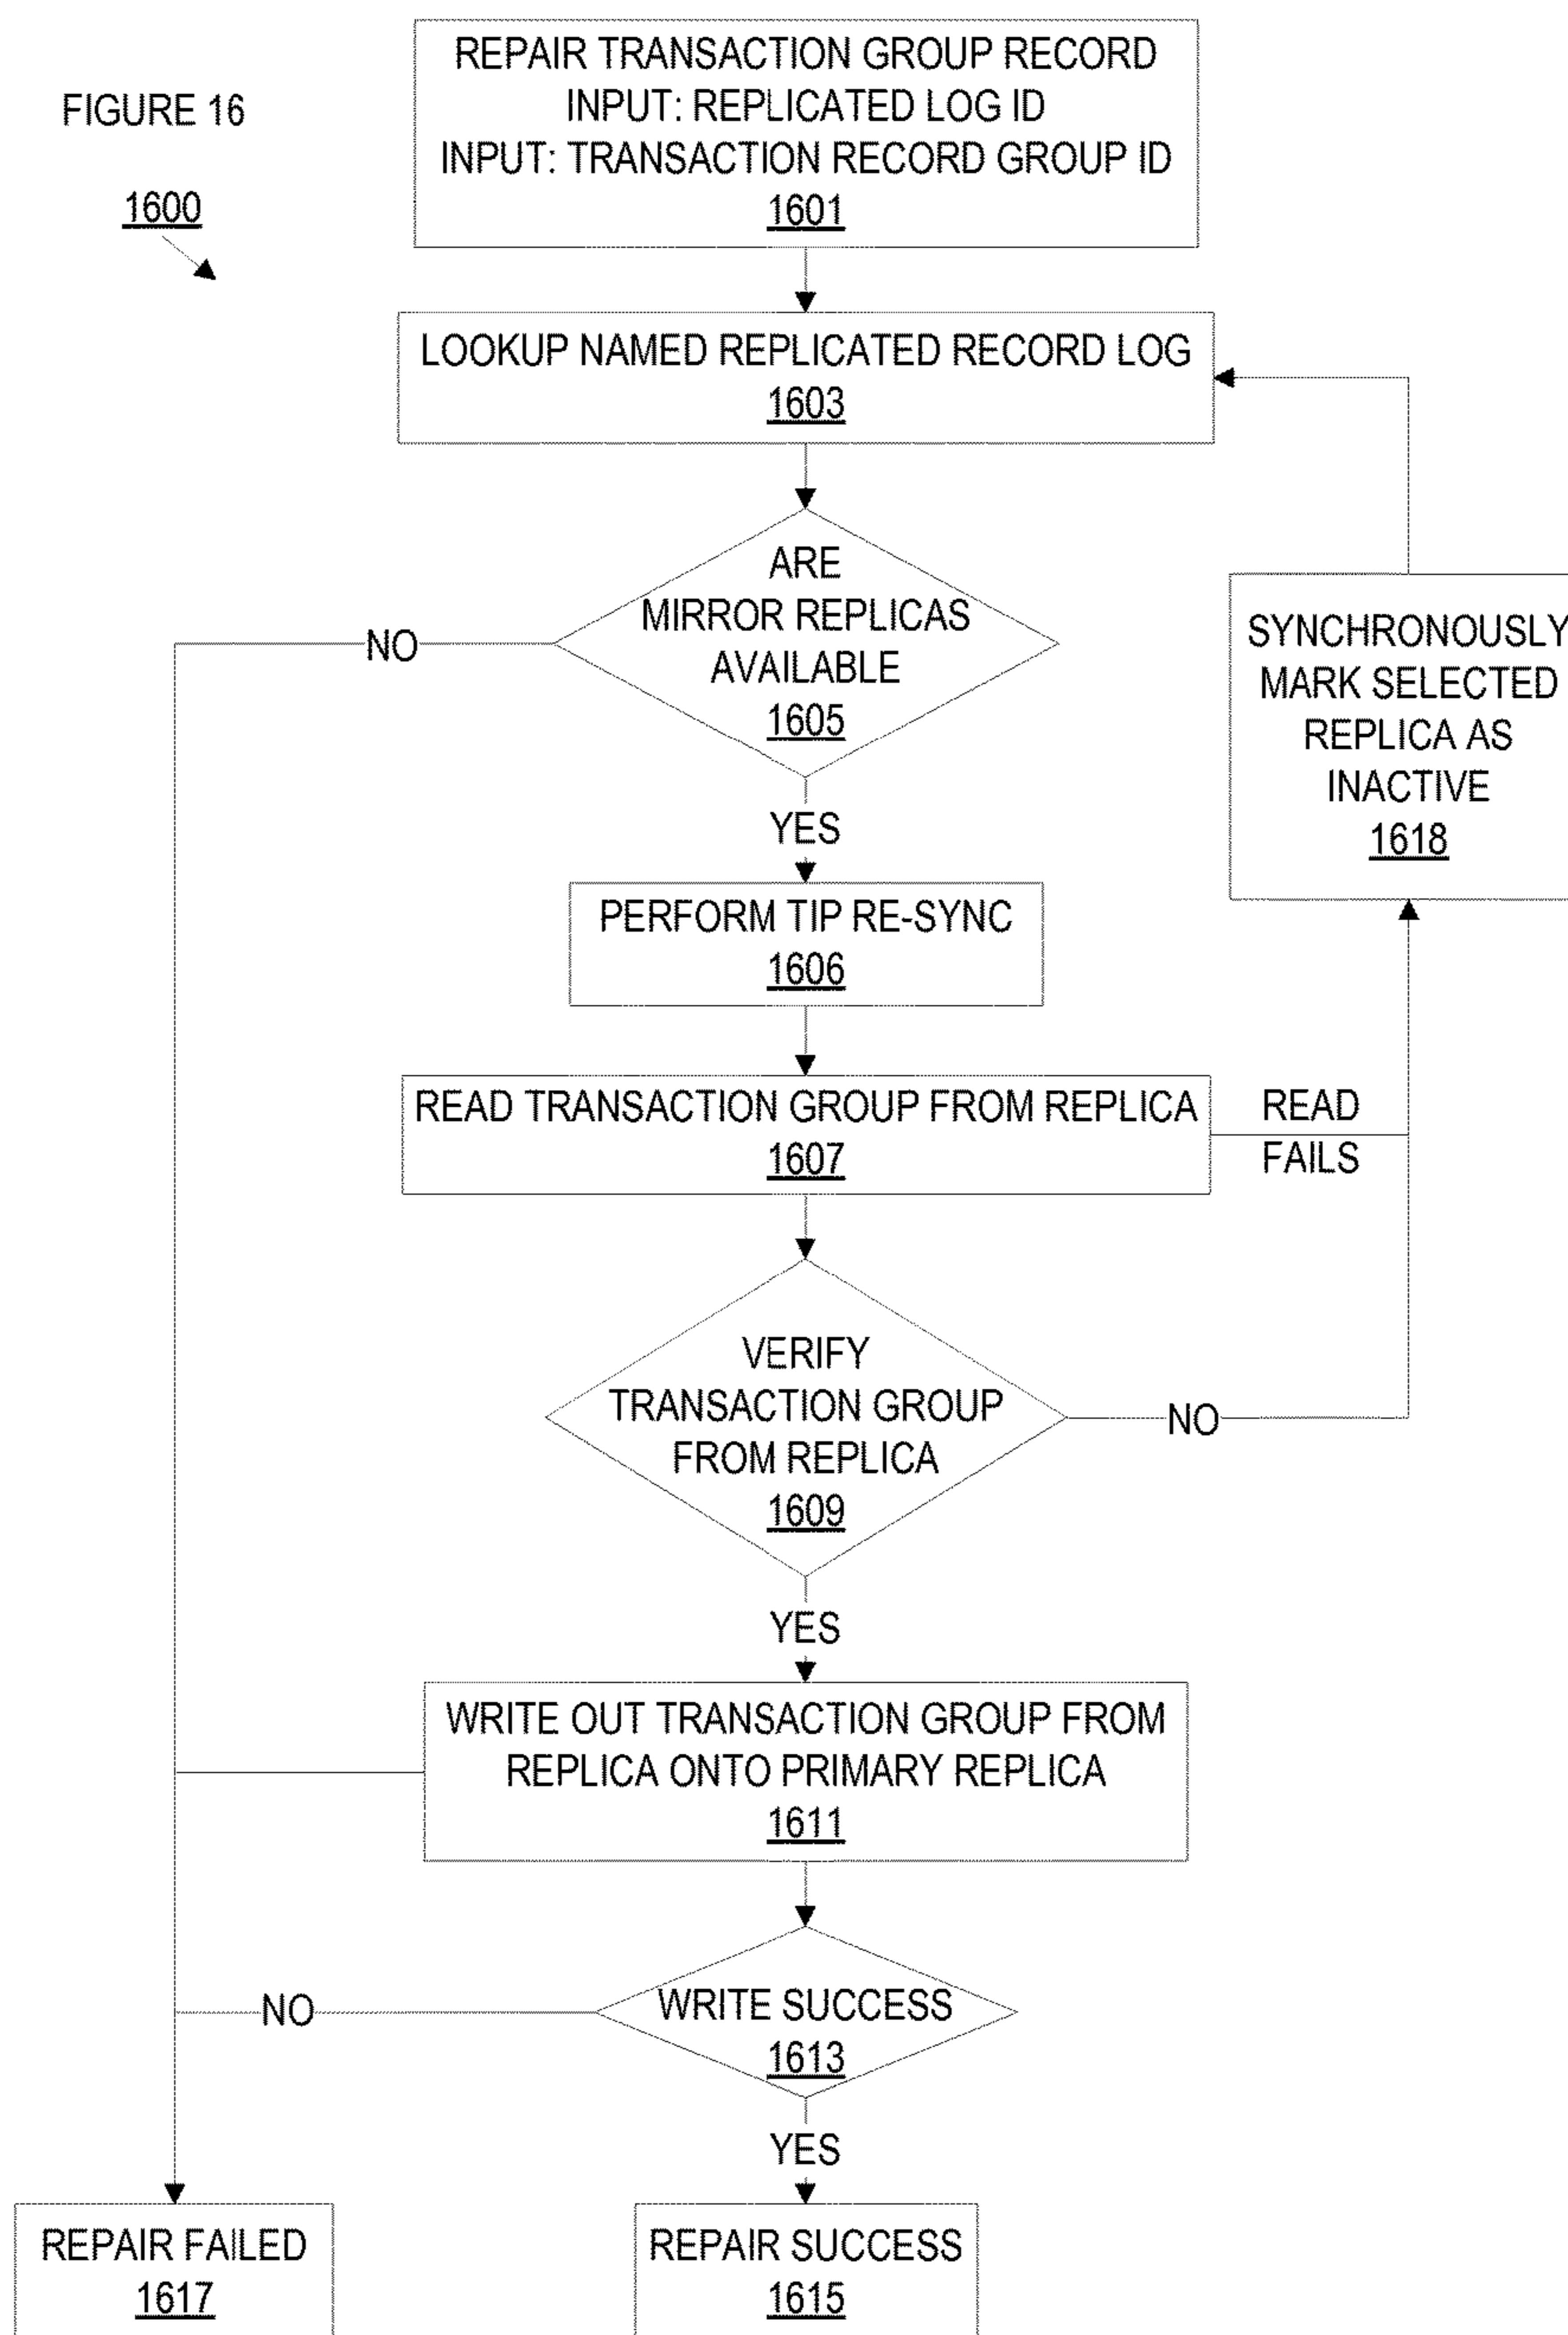 FIGURE 16
1600
REPAIR TRANSACTION GROUP RECORD
INPUT: REPLICATED LOG ID
INPUT: TRANSACTION RECORD GROUP ID
1601
LOOKUP NAMED REPLICATED RECORD LOG
1603
ARE
MIRROR REPLICAS
AVAILABLE
1605
NO
YES
SYNCHRONOUSLY
MARK SELECTED
REPLICA AS
INACTIVE
1618
PERFORM TIP RE-SYNC
1606
READ TRANSACTION GROUP FROM REPLICA
1607
READ
FAILS
VERIFY
TRANSACTION GROUP
FROM REPLICA
1609
NO
YES
WRITE OUT TRANSACTION GROUP FROM
REPLICA ONTO PRIMARY REPLICA
1611
WRITE SUCCESS
1613
NO
YES
REPAIR FAILED
1617
REPAIR SUCCESS
1615